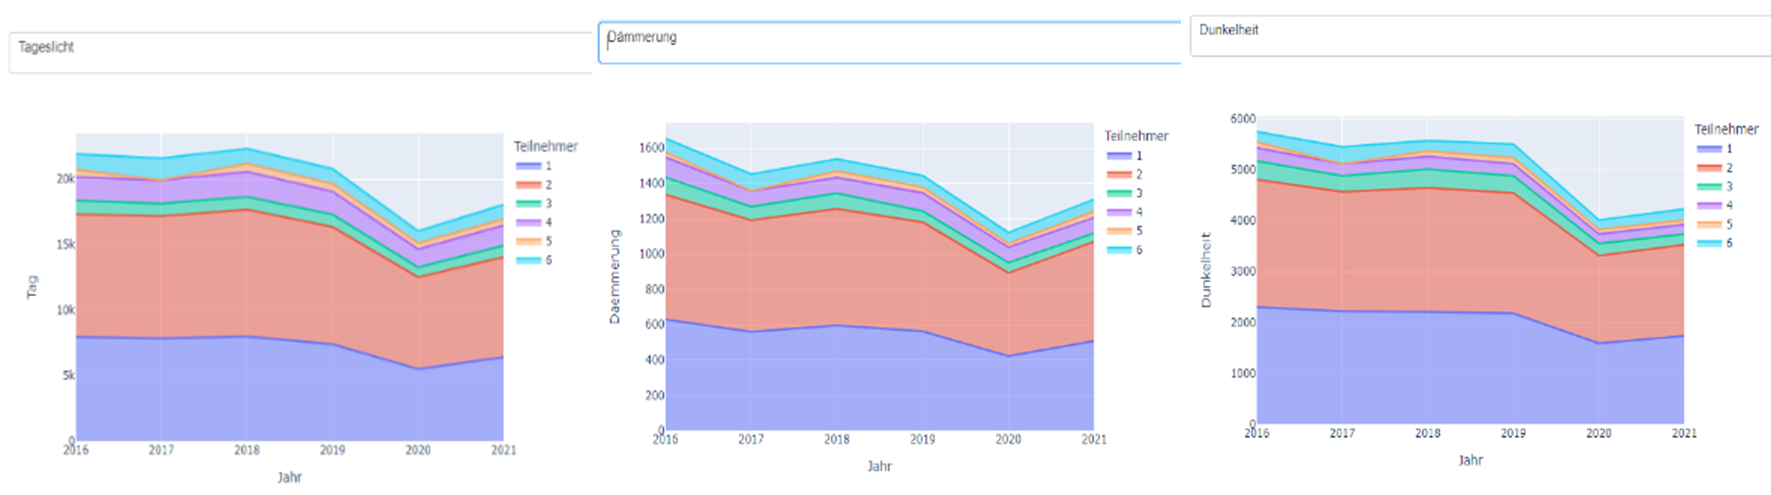 Tageslicht
Dämmerung
Dunkelheit
Tag
20k
15k
10k
5k
0
2016 2017 2018 2019 2020 2021
Jahr
Teilnehmer
1
2
3
4
5
6
Daemmerung
1600
1400
1200
1000
800
600
400
200
0
2016 2017 2018 2019 2020 2021
Jahr
Teilnehmer
1
2
3
4
5
6
Dunkelheit
6000
5000
4000
3000
2000
1000
0
2016 2017 2018 2019 2020 2021
Jahr
Teilnehmer
1
2
3
4
5
6